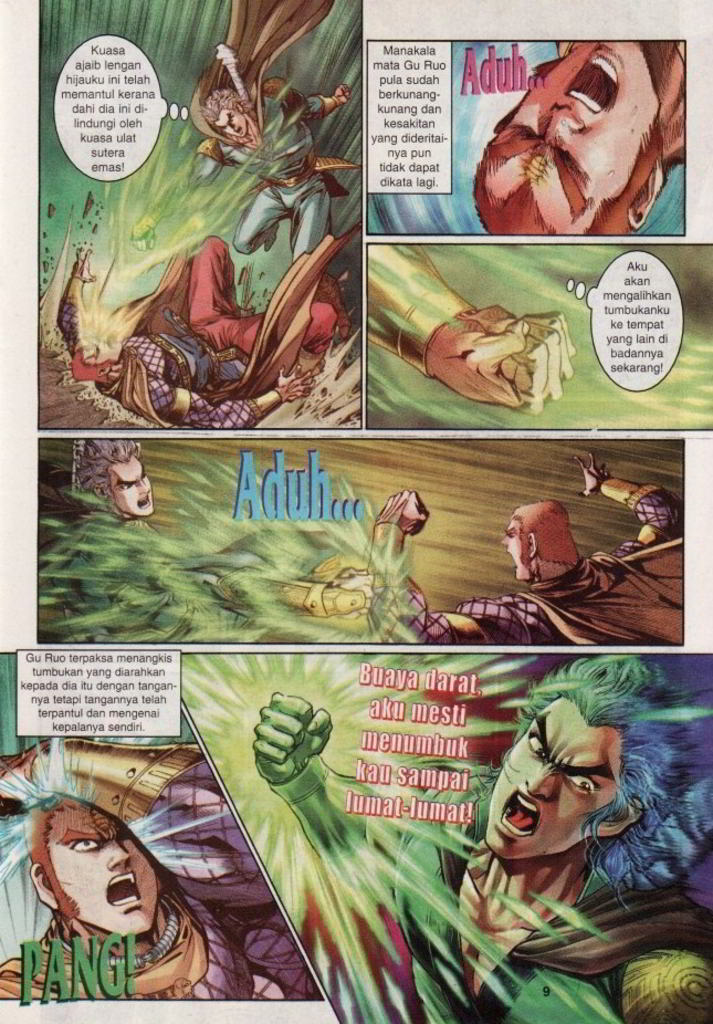 Kuasa
ajaib lengan
hijauku ini telah
memantul kerana
dahi dia ini di-
lindungi oleh
kuasa ulat
sutera
emas!
Manakala
mata Gu Ruo
pula sudah
berkunang-
kunang dan
kesakitan
yang dideritai-
nya pun
tidak dapat
dikata lagi.
Aduh...
Aku
akan
mengalihkan
tumbukanku
ke tempat
yang lain di
badannya
sekarang!
Aduh...
Gu Ruo terpaksa menangkis
tumbukan yang diarahkan
kepada dia itu dengan tangan-
nya tetapi tangannya telah
terpantul dan mengenai
kepalanya sendiri.
PANG!
Buaya darat,
aku mesti
menumbuk
kau sampai
lumat-lumat!
9